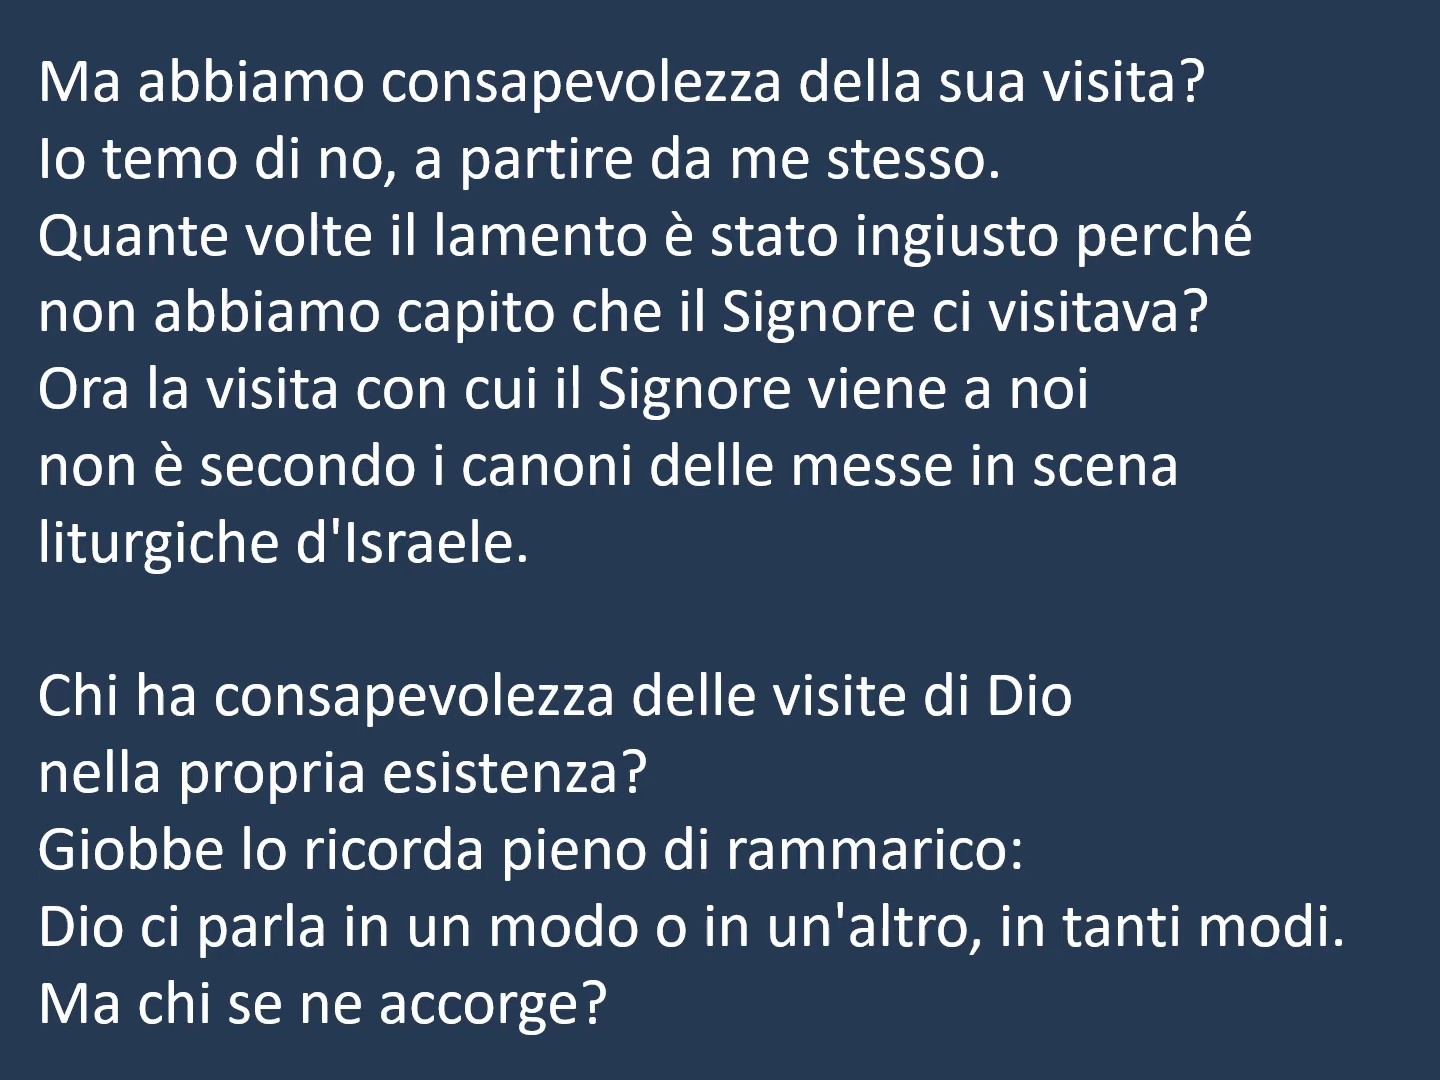 Ma abbiamo consapevolezza della sua visita?
Io temo di no, a partire da me stesso.
Quante volte il lamento è stato ingiusto perché
non abbiamo capito che il Signore ci visitava?
Ora la visita con cui il Signore viene a noi
non è secondo i canoni delle messe in scena
liturgiche d'Israele.
Chi ha consapevolezza delle visite di Dio
nella propria esistenza?
Giobbe lo ricorda pieno di rammarico:
Dio ci parla in un modo o in un'altro, in tanti modi.
Ma chi se ne accorge?